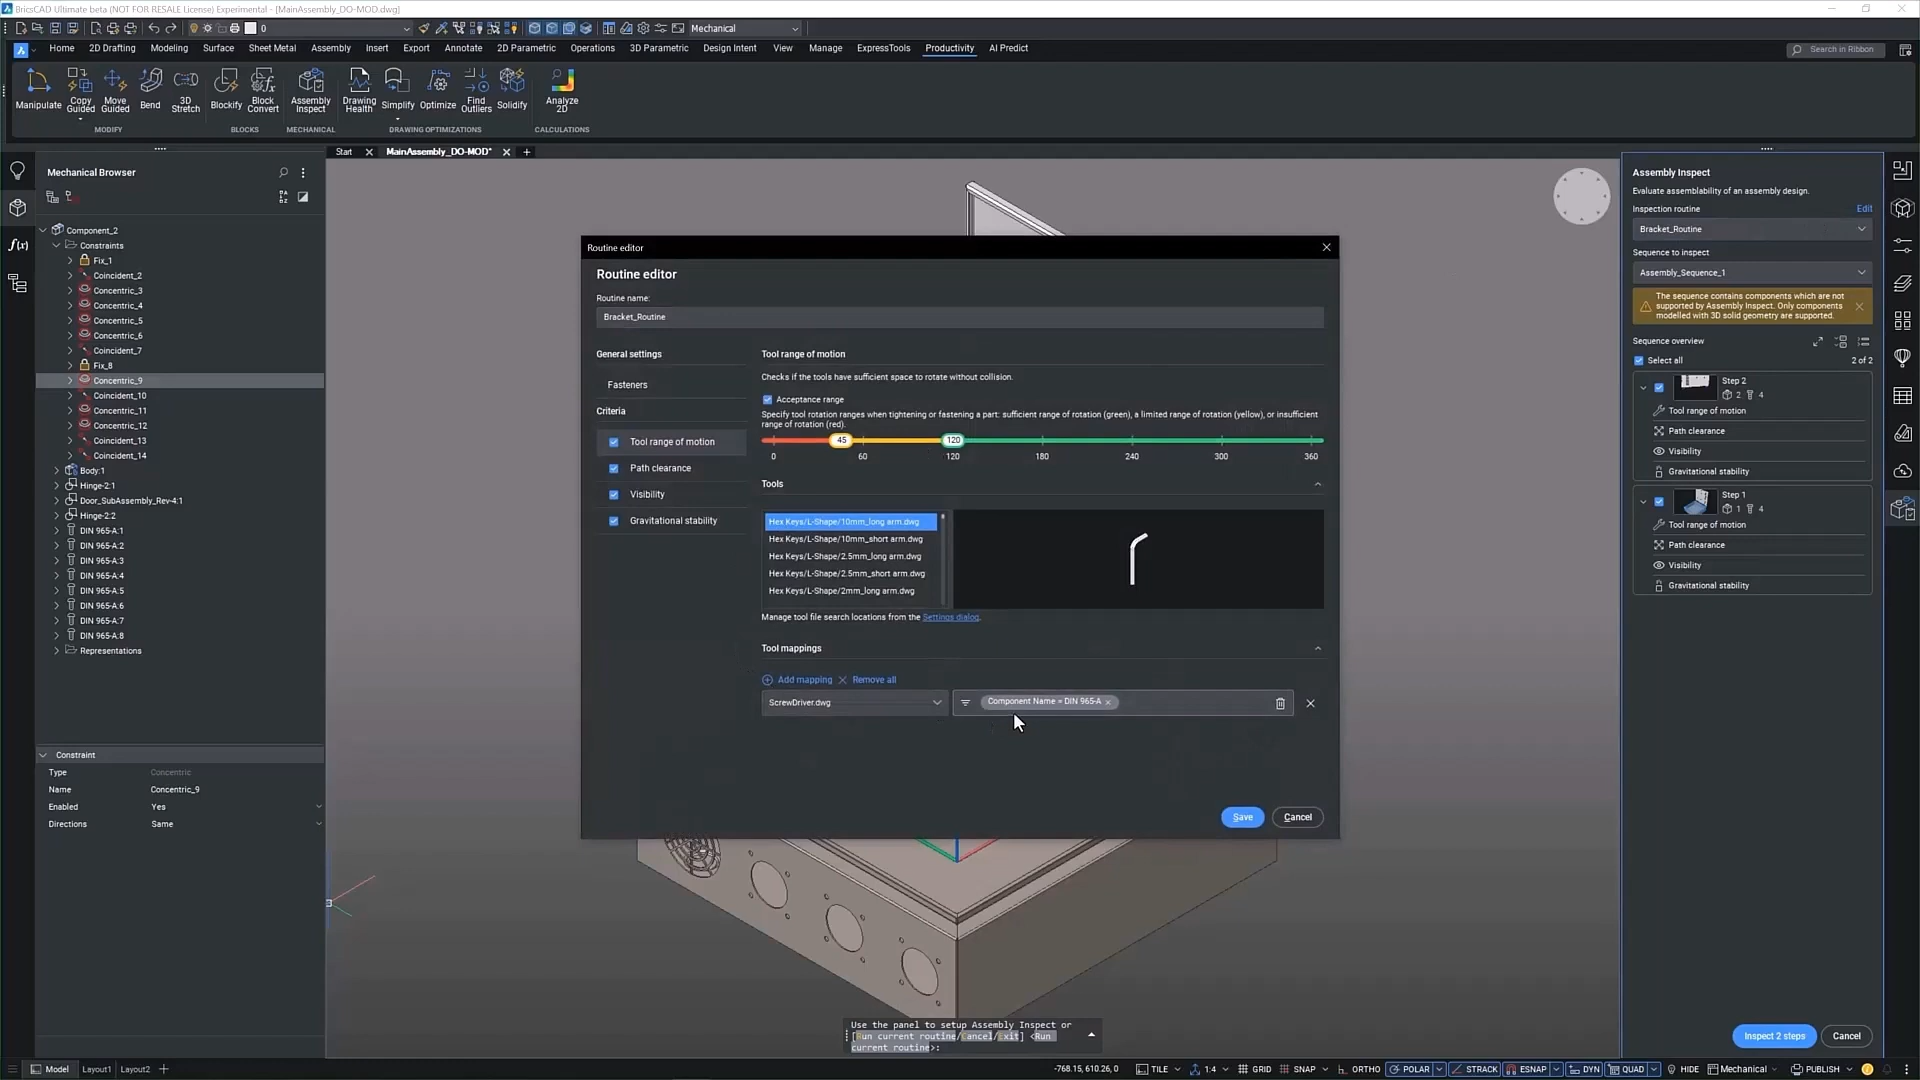 BricsCAD Ultimate beta (NOT FOR RESALE License) Experimental - [MainAssembly_DO-MOD.dwg]
0
Mechanical
Home 2D Drafting Modeling Surface Sheet Metal Assembly Insert Export Annotate 2D Parametric Operations 3D Parametric Design Intent View Manage ExpressTools Productivity AI Predict
Search in Ribbon
Manipulate
Copy Guided
Move Guided
Bend
3D Stretch
Blockify
Block Convert
Assembly Inspect
Drawing Health
Simplify
Optimize
Find Outliers
Solidify
Analyze 2D
MODIFY
BLOCKS
MECHANICAL
DRAWING OPTIMIZATIONS
CALCULATIONS
Start
MainAssembly_DO-MOD*
Mechanical Browser
f(x)
Component_2
Constraints
Fix_1
Coincident_2
Concentric_3
Concentric_4
Concentric_5
Concentric_6
Coincident_7
Fix_8
Concentric_9
Coincident_10
Concentric_11
Concentric_12
Coincident_13
Coincident_14
Body:1
Hinge-2:1
Door_SubAssembly_Rev-4:1
Hinge-2:2
DIN 965-A:1
DIN 965-A:2
DIN 965-A:3
DIN 965-A:4
DIN 965-A:5
DIN 965-A:6
DIN 965-A:7
DIN 965-A:8
Representations
Constraint
Type Concentric
Name Concentric_9
Enabled Yes
Directions Same
Routine editor
Routine editor
Routine name:
Bracket_Routine
General settings
Fasteners
Criteria
Tool range of motion
Path clearance
Visibility
Gravitational stability
Tool range of motion
Checks if the tools have sufficient space to rotate without collision.
Acceptance range
Specify tool rotation ranges when tightening or fastening a part: sufficient range of rotation (green), a limited range of rotation (yellow), or insufficient
range of rotation (red).
45 120
0 60 120 180 240 300 360
Tools
Hex Keys/L-Shape/10mm_long arm.dwg
Hex Keys/L-Shape/10mm_short arm.dwg
Hex Keys/L-Shape/2.5mm_long arm.dwg
Hex Keys/L-Shape/2.5mm_short arm.dwg
Hex Keys/L-Shape/2mm_long arm.dwg
Manage tool file search locations from the Settings dialog.
Tool mappings
Add mapping Remove all
ScrewDriver.dwg
Component Name = DIN 965-A
Save Cancel
Assembly Inspect
Evaluate assemblability of an assembly design.
Inspection routine Edit
Bracket_Routine
Sequence to inspect
Assembly_Sequence_1
The sequence contains components which are not
supported by Assembly Inspect. Only components
modelled with 3D solid geometry are supported.
Sequence overview
Select all 2 of 2
Step 2
2 4
Tool range of motion
Path clearance
Visibility
Gravitational stability
Step 1
1 4
Tool range of motion
Path clearance
Visibility
Gravitational stability
Inspect 2 steps Cancel
Use the panel to setup Assembly Inspect or
[Run current routine/Cancel/Exit] <Run
current routine>:
Model Layout1 Layout2
-768.15, 610.26, 0 TILE 1:4 GRID SNAP ORTHO POLAR STRACK ESNAP DYN QUAD HIDE Mechanical PUBLISH